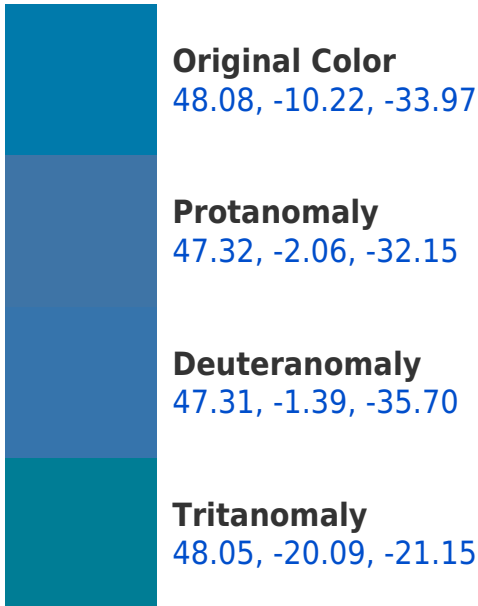 Original Color
48.08, -10.22, -33.97
Protanomaly
47.32, -2.06, -32.15
Deuteranomaly
47.31, -1.39, -35.70
Tritanomaly
48.05, -20.09, -21.15